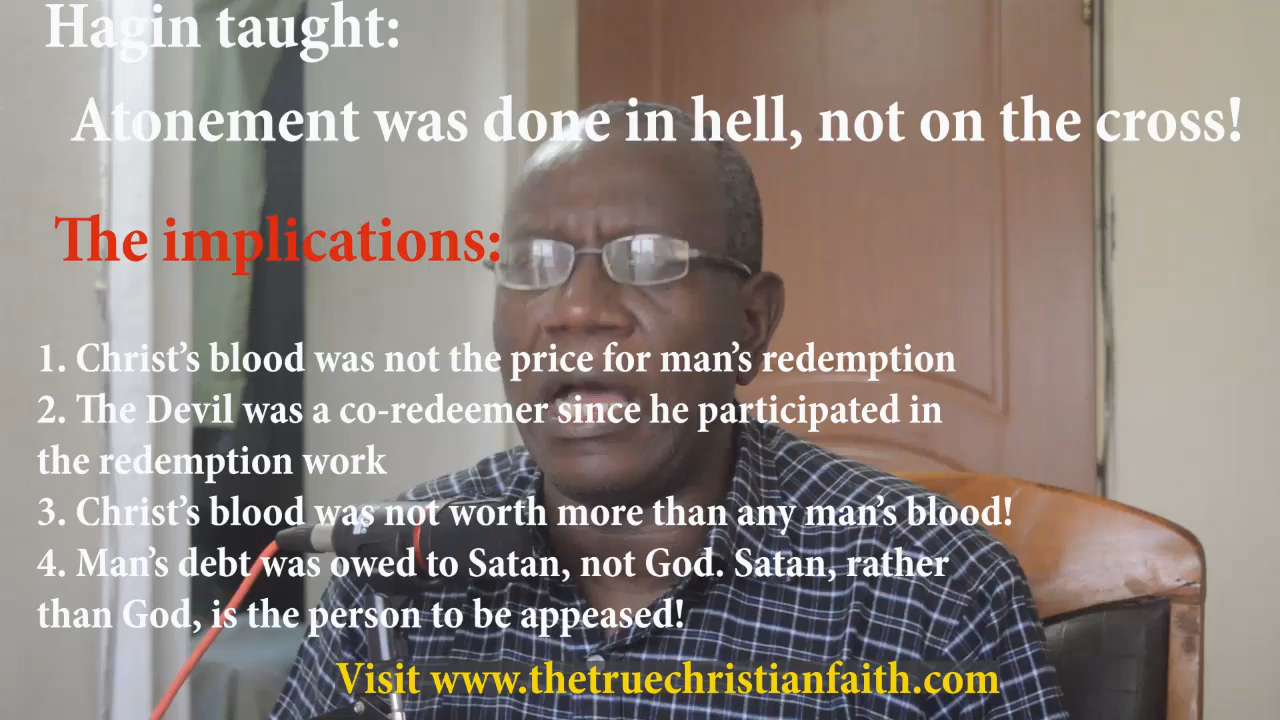 Hagin taught:
Atonement was done in hell, not on the cross!
The implications:
1. Christ’s blood was not the price for man’s redemption
2. The Devil was a co-redeemer since he participated in
the redemption work
3. Christ’s blood was not worth more than any man’s blood!
4. Man’s debt was owed to Satan, not God. Satan, rather
than God, is the person to be appeased!
Visit www.thetruechristianfaith.com